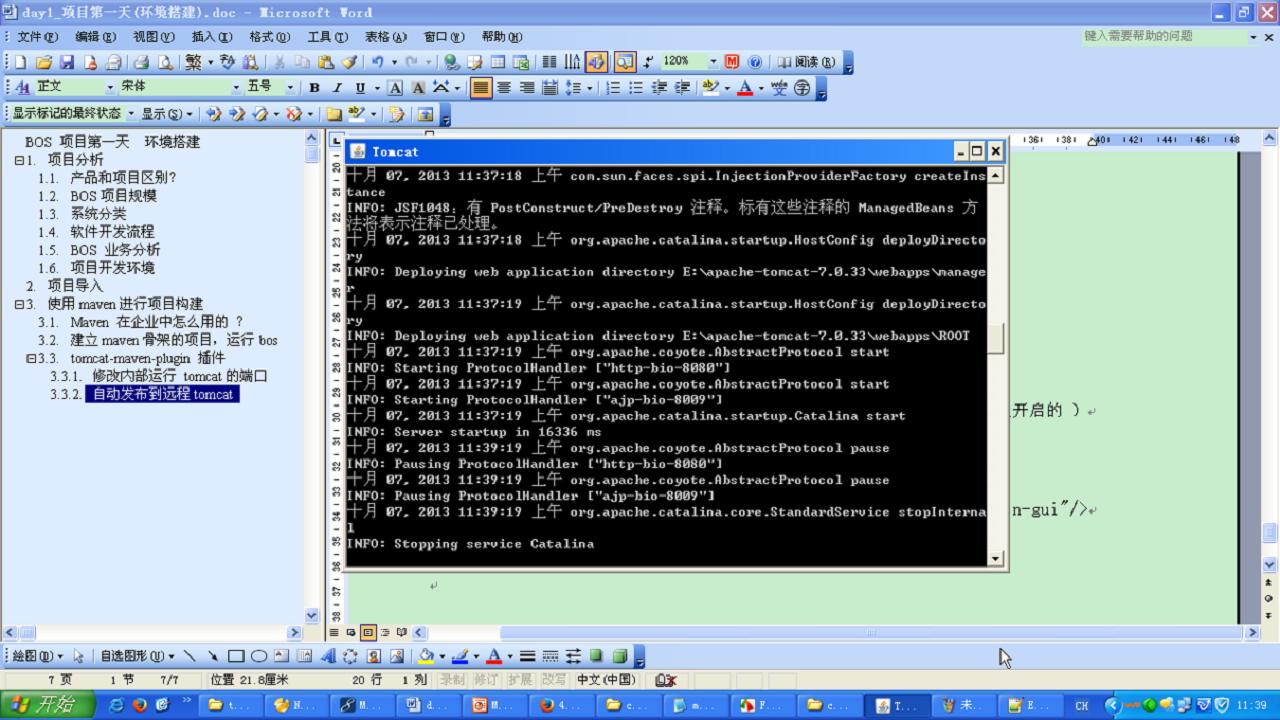 day1_项目第一天(环境搭建).doc - Microsoft Word
文件(F) 编辑(E) 视图(V) 插入(I) 格式(O) 工具(T) 表格(A) 窗口(W) 帮助(H) 键入需要帮助的问题
120% 阅读(R)
正文 宋体 五号 B I U A A
显示标记的最终状态 显示(S)
BOS 项目第一天 环境搭建
1. 项目分析
1.1. 产品和项目区别?
1.2. BOS 项目规模
1.3. 系统分类
1.4. 软件开发流程
1.5. BOS 业务分析
1.6. 项目开发环境
2. 项目导入
3. 使用 maven 进行项目构建
3.1. Maven 在企业中怎么用的 ?
3.2. 建立 maven 骨架的项目，运行 bos
3.3. tomcat-maven-plugin 插件
3.3.1. 修改内部运行 tomcat 的端口
3.3.2. 自动发布到远程 tomcat
Tomcat
十月 07, 2013 11:37:18 上午 com.sun.faces.spi.InjectionProviderFactory createIns
tance
INFO: JSF1048: 有 PostConstruct/PreDestroy 注释。标有这些注释的 ManagedBeans 方
法将表示注释已处理。
十月 07, 2013 11:37:18 上午 org.apache.catalina.startup.HostConfig deployDirecto
ry
INFO: Deploying web application directory E:\apache-tomcat-7.0.33\webapps\manage
r
十月 07, 2013 11:37:19 上午 org.apache.catalina.startup.HostConfig deployDirecto
ry
INFO: Deploying web application directory E:\apache-tomcat-7.0.33\webapps\ROOT
十月 07, 2013 11:37:19 上午 org.apache.coyote.AbstractProtocol start
INFO: Starting ProtocolHandler ["http-bio-8080"]
十月 07, 2013 11:37:19 上午 org.apache.coyote.AbstractProtocol start
INFO: Starting ProtocolHandler ["ajp-bio-8009"]
十月 07, 2013 11:37:19 上午 org.apache.catalina.startup.Catalina start
INFO: Server startup in 16336 ms
十月 07, 2013 11:39:19 上午 org.apache.coyote.AbstractProtocol pause
INFO: Pausing ProtocolHandler ["http-bio-8080"]
十月 07, 2013 11:39:19 上午 org.apache.coyote.AbstractProtocol pause
INFO: Pausing ProtocolHandler ["ajp-bio-8009"]
十月 07, 2013 11:39:19 上午 org.apache.catalina.core.StandardService stopInterna
l
INFO: Stopping service Catalina
开启的 )
n-gui"/>
绘图(D) 自选图形(U)
7 页 1 节 7/7 位置 21.8厘米 20 行 1 列 录制 修订 扩展 改写 中文(中国)
开始 t... N... M... d... M... 4... c... m... F... c... T... 未... E... CH 11:39